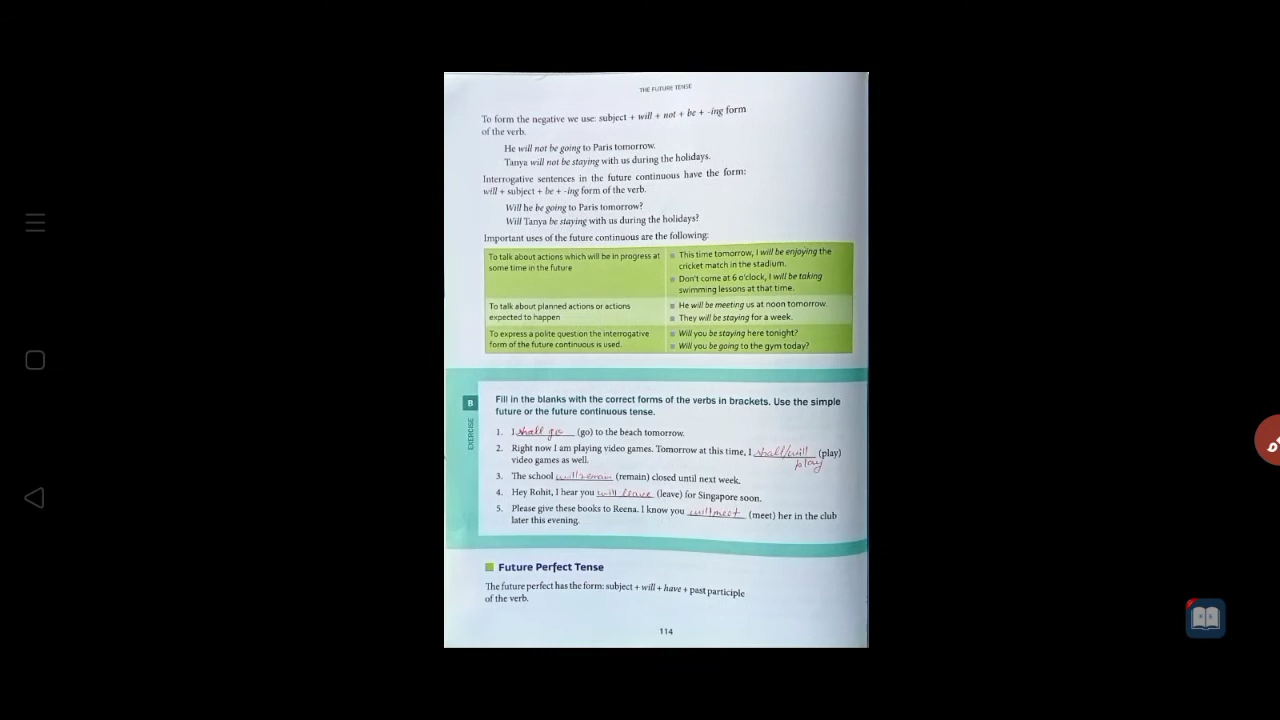 THE FUTURE TENSE
To form the negative we use: subject + will + not + be + -ing form
of the verb.
He will not be going to Paris tomorrow.
Tanya will not be staying with us during the holidays.
Interrogative sentences in the future continuous have the form:
will + subject + be + -ing form of the verb.
Will he be going to Paris tomorrow?
Will Tanya be staying with us during the holidays?
Important uses of the future continuous are the following:
To talk about actions which will be in progress at
some time in the future
This time tomorrow, I will be enjoying the
cricket match in the stadium.
Don't come at 6 o'clock, I will be taking
swimming lessons at that time.
To talk about planned actions or actions
expected to happen
He will be meeting us at noon tomorrow.
They will be staying for a week.
To express a polite question the interrogative
form of the future continuous is used.
Will you be staying here tonight?
Will you be going to the gym today?
B
EXERCISE
Fill in the blanks with the correct forms of the verbs in brackets. Use the simple
future or the future continuous tense.
1. I shall go (go) to the beach tomorrow.
2. Right now I am playing video games. Tomorrow at this time, I shall/will (play)
play
video games as well.
3. The school will remain (remain) closed until next week.
4. Hey Rohit, I hear you will leave (leave) for Singapore soon.
5. Please give these books to Reena. I know you will meet (meet) her in the club
later this evening.
Future Perfect Tense
The future perfect has the form: subject + will + have + past participle
of the verb.
114